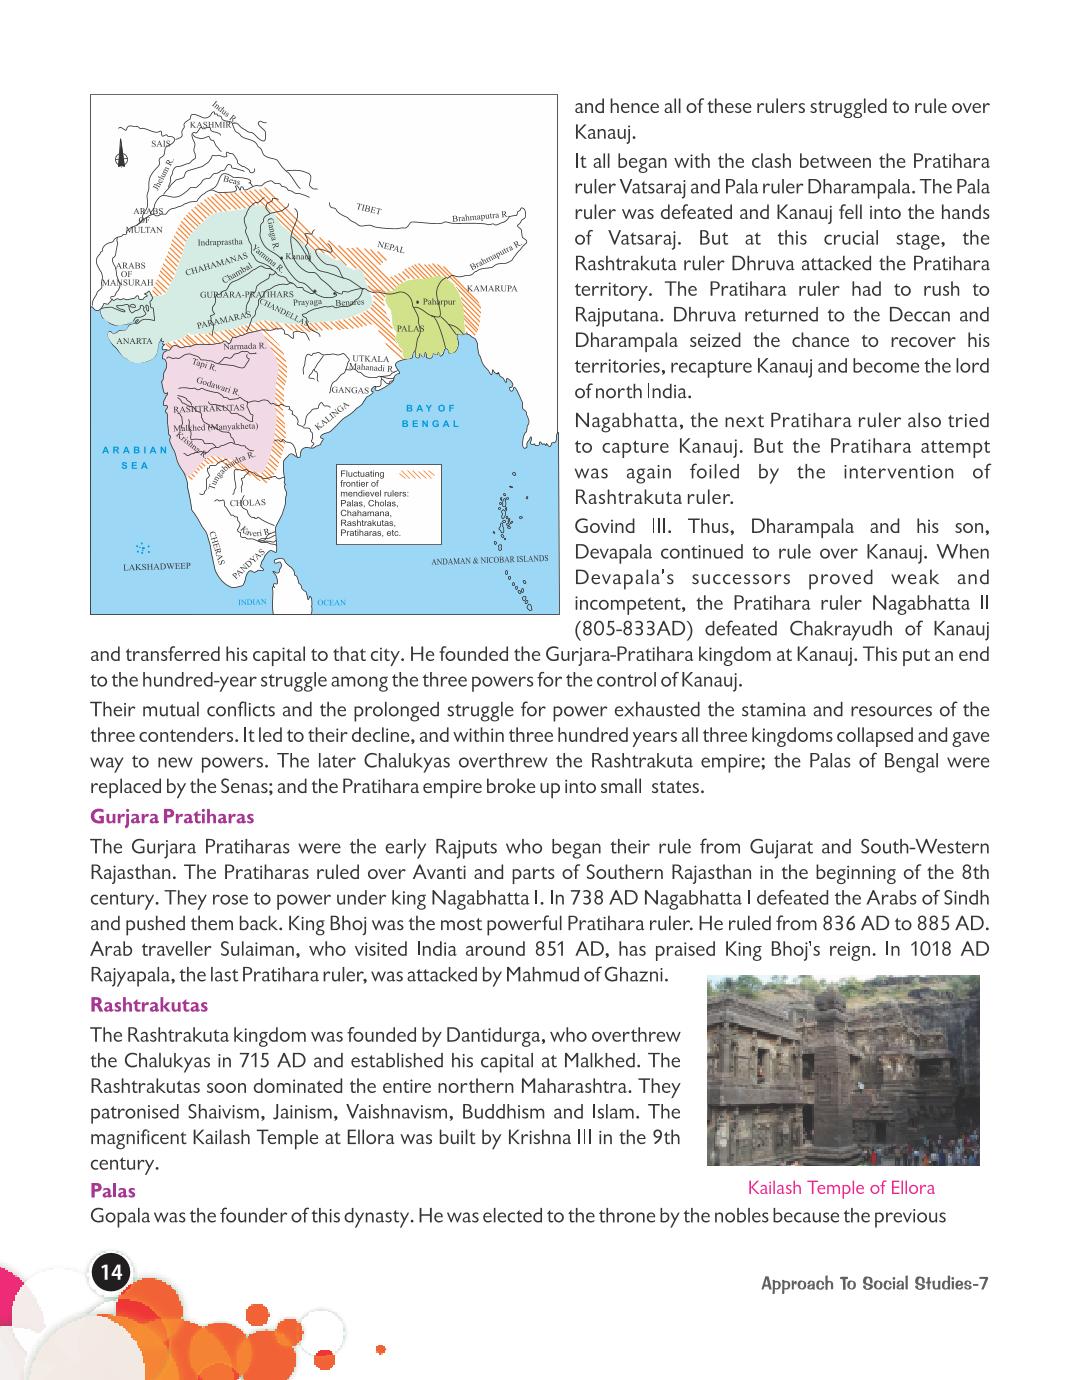 Indus R.
KASHMIR
SAIS
Jhelum R.
Beas
ARABS
OF
MULTAN
TIBET
Brahmaputra R.
Indraprastha
Ganga R.
NEPAL
Brahmaputra R.
CHAHAMANAS
Yamuna R.
Kanauj
ARABS
OF
MANSURAH
Chambal
KAMARUPA
GURJARA-PRATIHARS
Prayaga
Benares
Paharpur
CHANDELLAS
PARAMARAS
PALAS
ANARTA
Narmada R.
Tapi R.
UTKALA
Mahanadi R.
Godawari R.
GANGAS
RASHTRAKUTAS
KALINGA
BAY OF
BENGAL
Malkhed (Manyakheta)
Krishna R.
ARABIAN
SEA
Tungabhadra R.
Fluctuating
frontier of
mendievel rulers:
Palas, Cholas,
Chahamana,
Rashtrakutas,
Pratiharas, etc.
CHOLAS
Kaveri R.
CHERAS
PANDYAS
LAKSHADWEEP
ANDAMAN & NICOBAR ISLANDS
INDIAN OCEAN
and hence all of these rulers struggled to rule over
Kanauj.
It all began with the clash between the Pratihara
ruler Vatsaraj and Pala ruler Dharampala. The Pala
ruler was defeated and Kanauj fell into the hands
of Vatsaraj. But at this crucial stage, the
Rashtrakuta ruler Dhruva attacked the Pratihara
territory. The Pratihara ruler had to rush to
Rajputana. Dhruva returned to the Deccan and
Dharampala seized the chance to recover his
territories, recapture Kanauj and become the lord
of north India.
Nagabhatta, the next Pratihara ruler also tried
to capture Kanauj. But the Pratihara attempt
was again foiled by the intervention of
Rashtrakuta ruler.
Govind III. Thus, Dharampala and his son,
Devapala continued to rule over Kanauj. When
Devapala's successors proved weak and
incompetent, the Pratihara ruler Nagabhatta II
(805-833AD) defeated Chakrayudh of Kanauj
and transferred his capital to that city. He founded the Gurjara-Pratihara kingdom at Kanauj. This put an end
to the hundred-year struggle among the three powers for the control of Kanauj.
Their mutual conflicts and the prolonged struggle for power exhausted the stamina and resources of the
three contenders. It led to their decline, and within three hundred years all three kingdoms collapsed and gave
way to new powers. The later Chalukyas overthrew the Rashtrakuta empire; the Palas of Bengal were
replaced by the Senas; and the Pratihara empire broke up into small states.
Gurjara Pratiharas
The Gurjara Pratiharas were the early Rajputs who began their rule from Gujarat and South-Western
Rajasthan. The Pratiharas ruled over Avanti and parts of Southern Rajasthan in the beginning of the 8th
century. They rose to power under king Nagabhatta I. In 738 AD Nagabhatta I defeated the Arabs of Sindh
and pushed them back. King Bhoj was the most powerful Pratihara ruler. He ruled from 836 AD to 885 AD.
Arab traveller Sulaiman, who visited India around 851 AD, has praised King Bhoj's reign. In 1018 AD
Rajyapala, the last Pratihara ruler, was attacked by Mahmud of Ghazni.
Rashtrakutas
The Rashtrakuta kingdom was founded by Dantidurga, who overthrew
the Chalukyas in 715 AD and established his capital at Malkhed. The
Rashtrakutas soon dominated the entire northern Maharashtra. They
patronised Shaivism, Jainism, Vaishnavism, Buddhism and Islam. The
magnificent Kailash Temple at Ellora was built by Krishna III in the 9th
century.
Kailash Temple of Ellora
Palas
Gopala was the founder of this dynasty. He was elected to the throne by the nobles because the previous
14
Approach To Social Studies-7